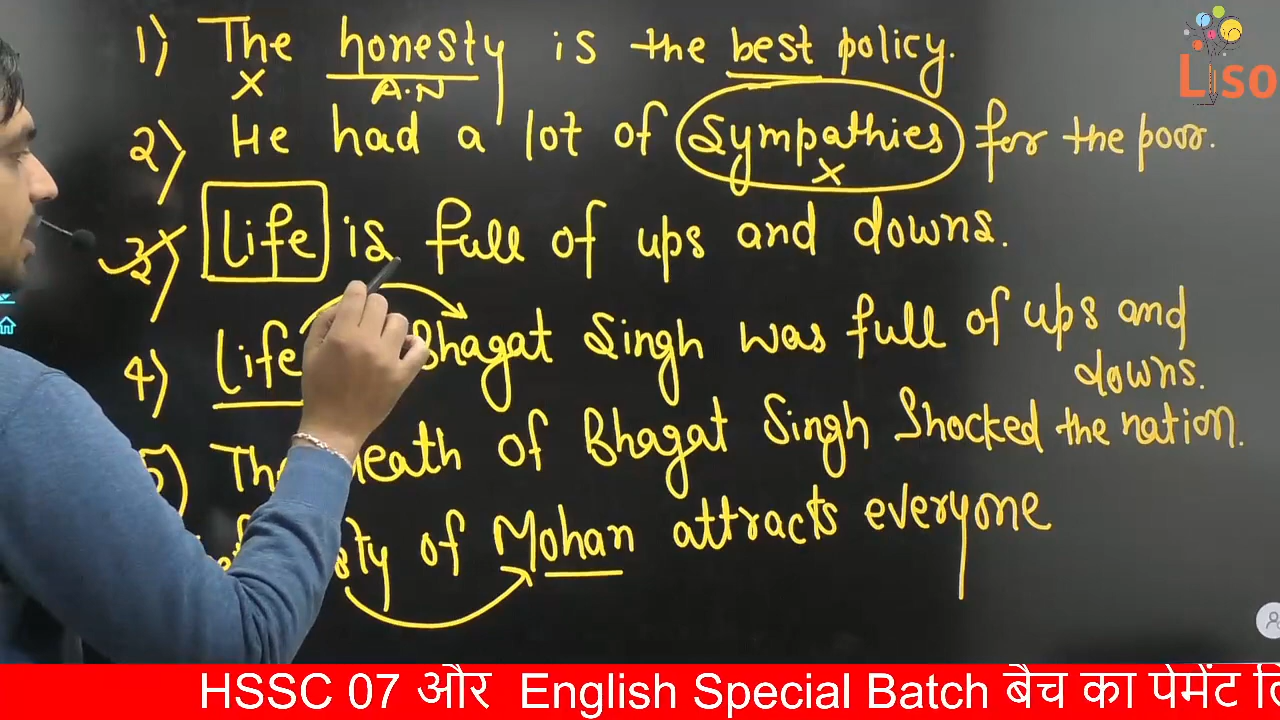 1) The honesty is the best policy.
X A.N
2) He had a lot of Sympathies for the poor.
X
3) Life is full of ups and downs.
4) Life Bhagat Singh was full of ups and
downs.
5) The death of Bhagat Singh Shocked the nation.
of Mohan attracts everyone
Liso
HSSC 07 और English Special Batch बैच का पेमेंट